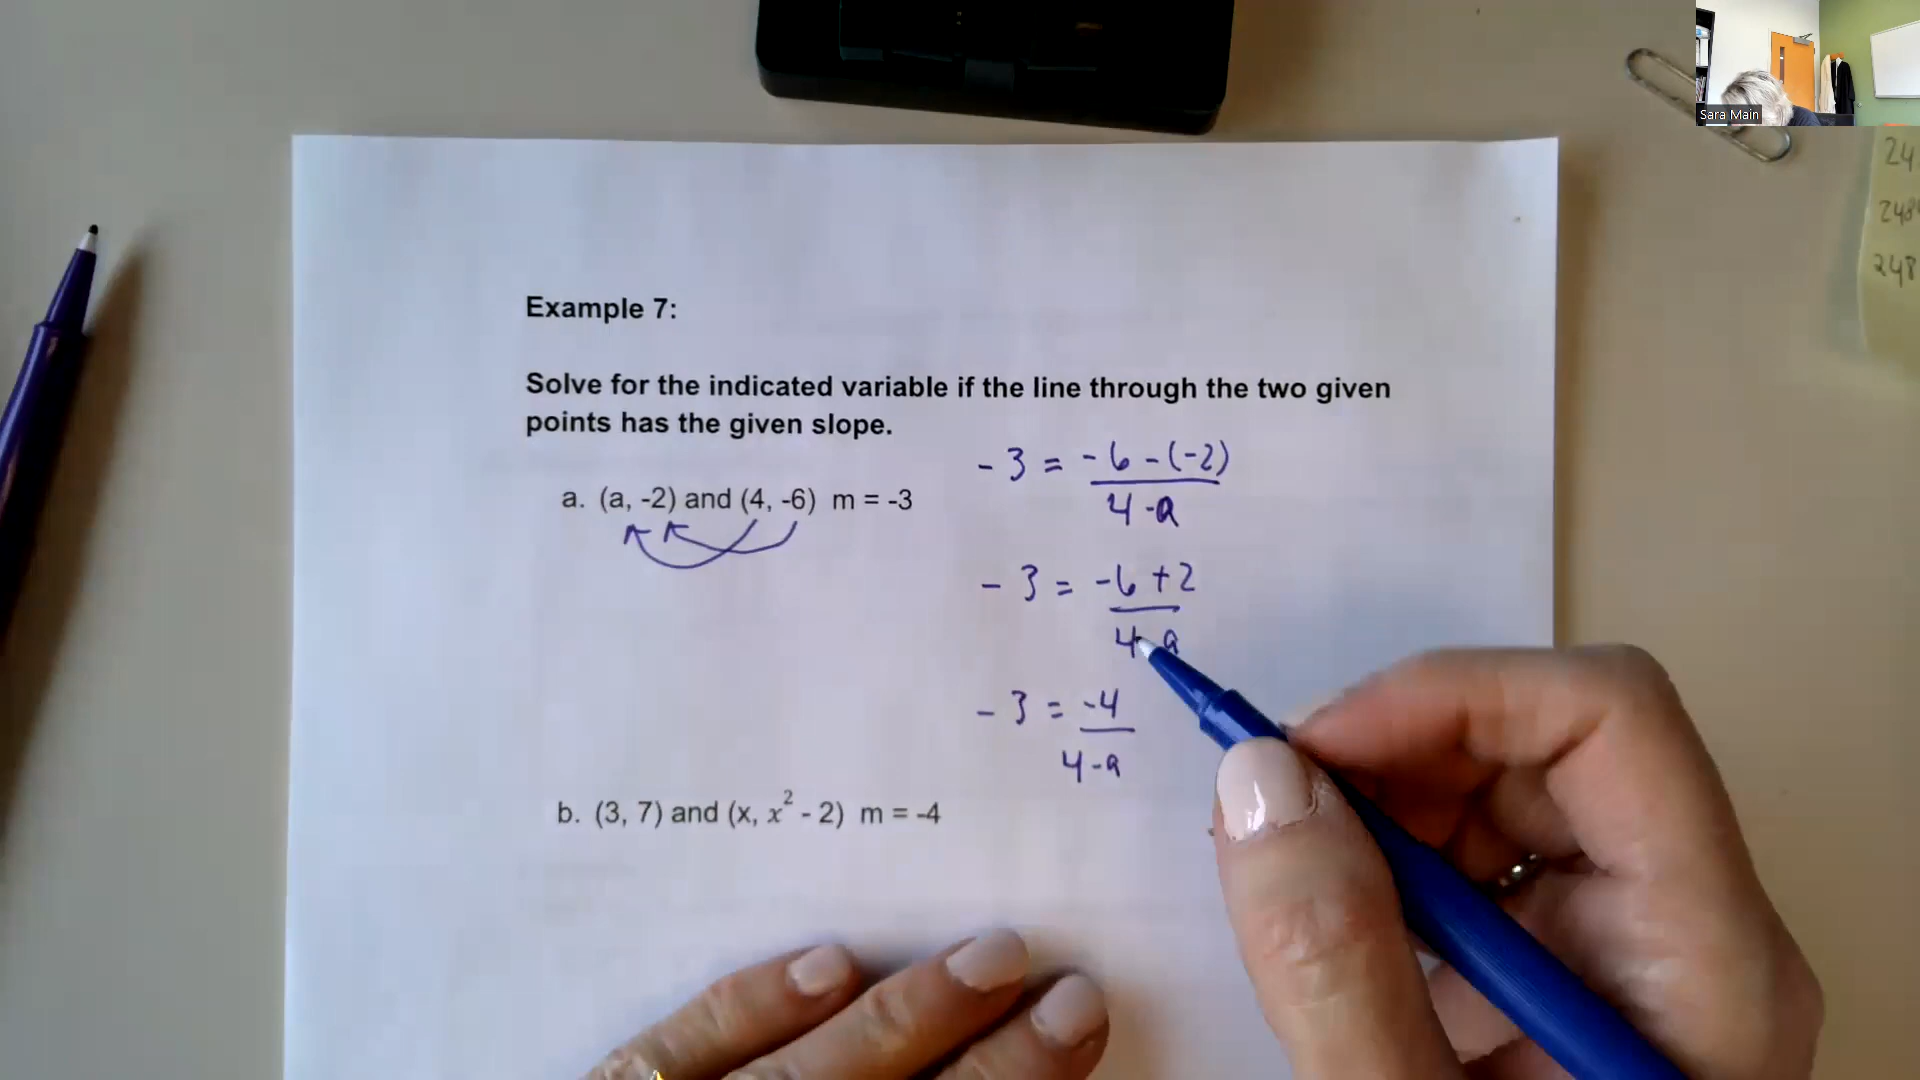 Sara Main
24
248
248
Example 7:
Solve for the indicated variable if the line through the two given
points has the given slope.
a. (a, -2) and (4, -6) m = -3
- 3 = -6 - (-2)
4 - a
- 3 = -6 + 2
4 - a
- 3 = -4
4 - a
b. (3, 7) and (x, x² - 2) m = -4